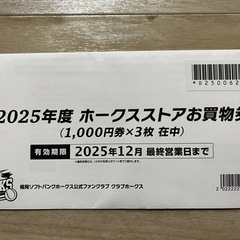 *b250062
2025年度 ホークスストアお買物券
(1,000円券×3枚 在中)
有効期限 2025年12月 最終営業日まで
福岡ソフトバンクホークス公式ファンクラブ クラブホークス